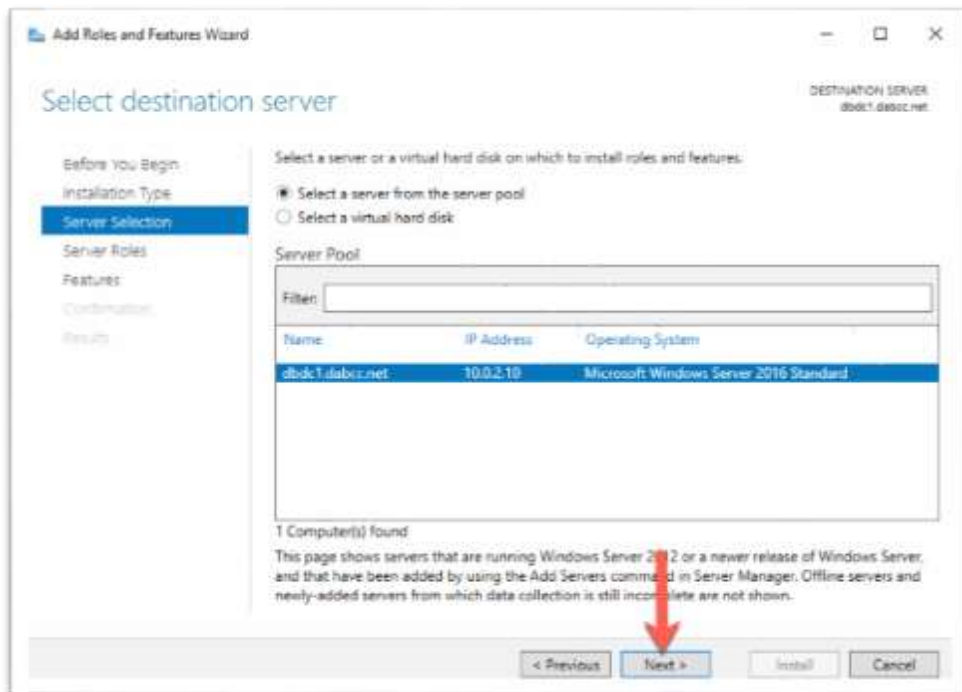 Add Roles and Features Wizard
Select destination server
DESTINATION SERVER
dbdc1.dabcc.net
Before You Begin
Installation Type
Server Selection
Server Roles
Features
Confirmation
Results
Select a server or a virtual hard disk on which to install roles and features.
Select a server from the server pool
Select a virtual hard disk
Server Pool
Filter:
Name IP Address Operating System
dbdc1.dabcc.net 10.0.2.10 Microsoft Windows Server 2016 Standard
1 Computer(s) found
This page shows servers that are running Windows Server 2012 or a newer release of Windows Server,
and that have been added by using the Add Servers command in Server Manager. Offline servers and
newly-added servers from which data collection is still incomplete are not shown.
< Previous Next > Install Cancel